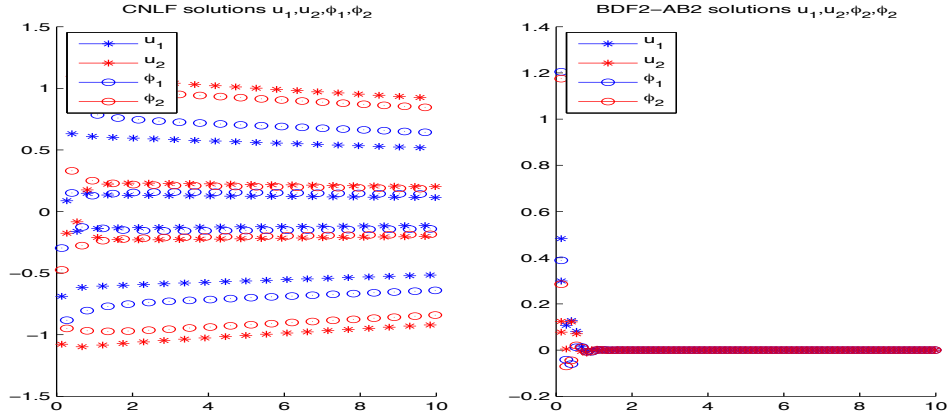 CNLF solutions u₁,u₂,ϕ₁,ϕ₂
1.5
1
0.5
0
−0.5
−1
−1.5
0
2
4
6
8
10
u₁
u₂
ϕ₁
ϕ₂
BDF2−AB2 solutions u₁,u₂,ϕ₂,ϕ₂
1.4
1.2
1
0.8
0.6
0.4
0.2
0
−0.2
0
2
4
6
8
10
u₁
u₂
ϕ₁
ϕ₂